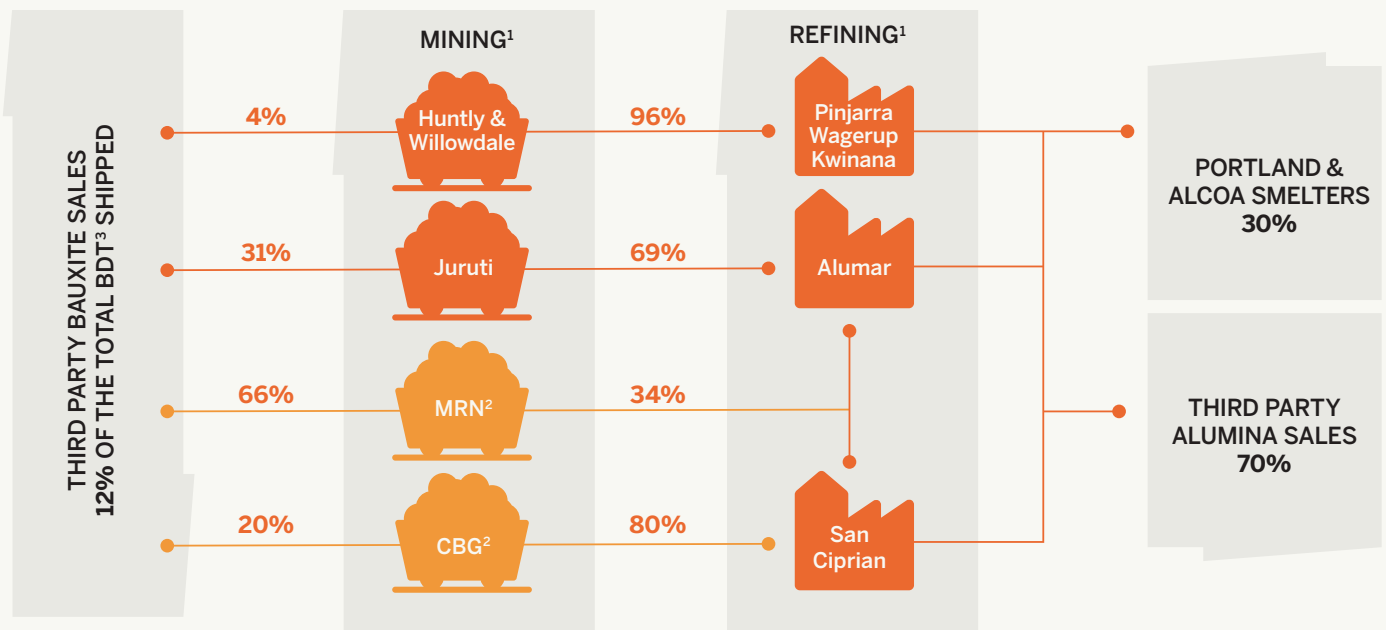 THIRD PARTY BAUXITE SALES
12% OF THE TOTAL BDT³ SHIPPED
MINING¹
REFINING¹
4%
Huntly &
Willowdale
96%
Pinjarra
Wagerup
Kwinana
31%
Juruti
69%
Alumar
66%
MRN²
34%
20%
CBG²
80%
San
Ciprian
PORTLAND &
ALCOA SMELTERS
30%
THIRD PARTY
ALUMINA SALES
70%